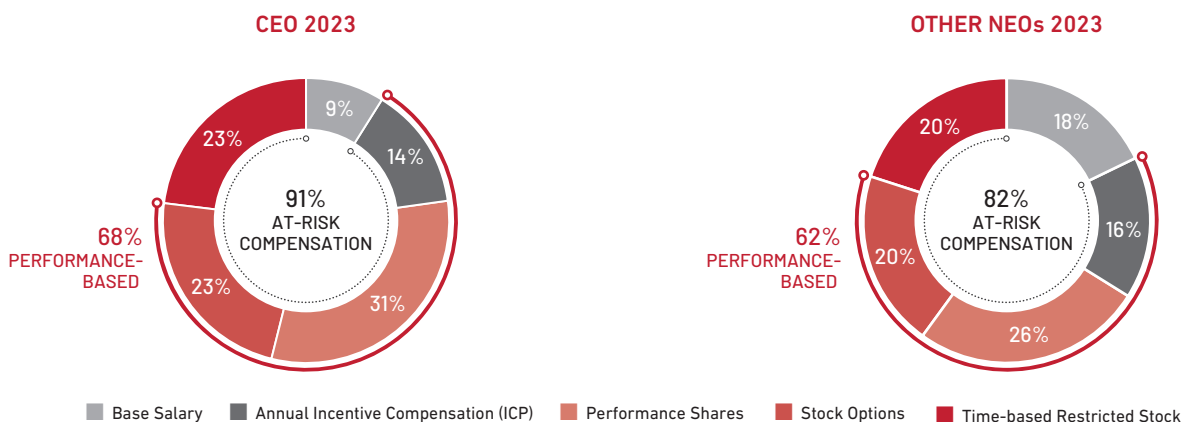 CEO 2023
9%
14%
31%
23%
23%
91%
AT-RISK
COMPENSATION
68%
PERFORMANCE-
BASED
OTHER NEOs 2023
18%
16%
26%
20%
20%
82%
AT-RISK
COMPENSATION
62%
PERFORMANCE-
BASED
Base Salary
Annual Incentive Compensation (ICP)
Performance Shares
Stock Options
Time-based Restricted Stock